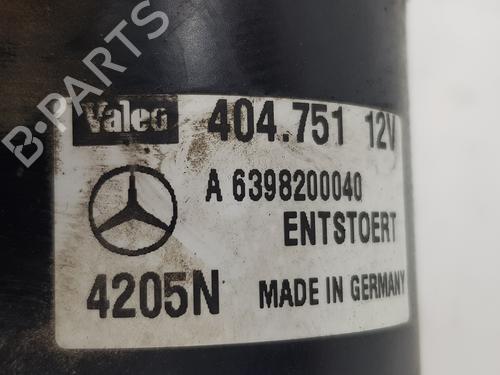 B-PARTS
Valeo 404.751 12V
A 6398200040
ENTSTOERT
4205N MADE IN GERMANY